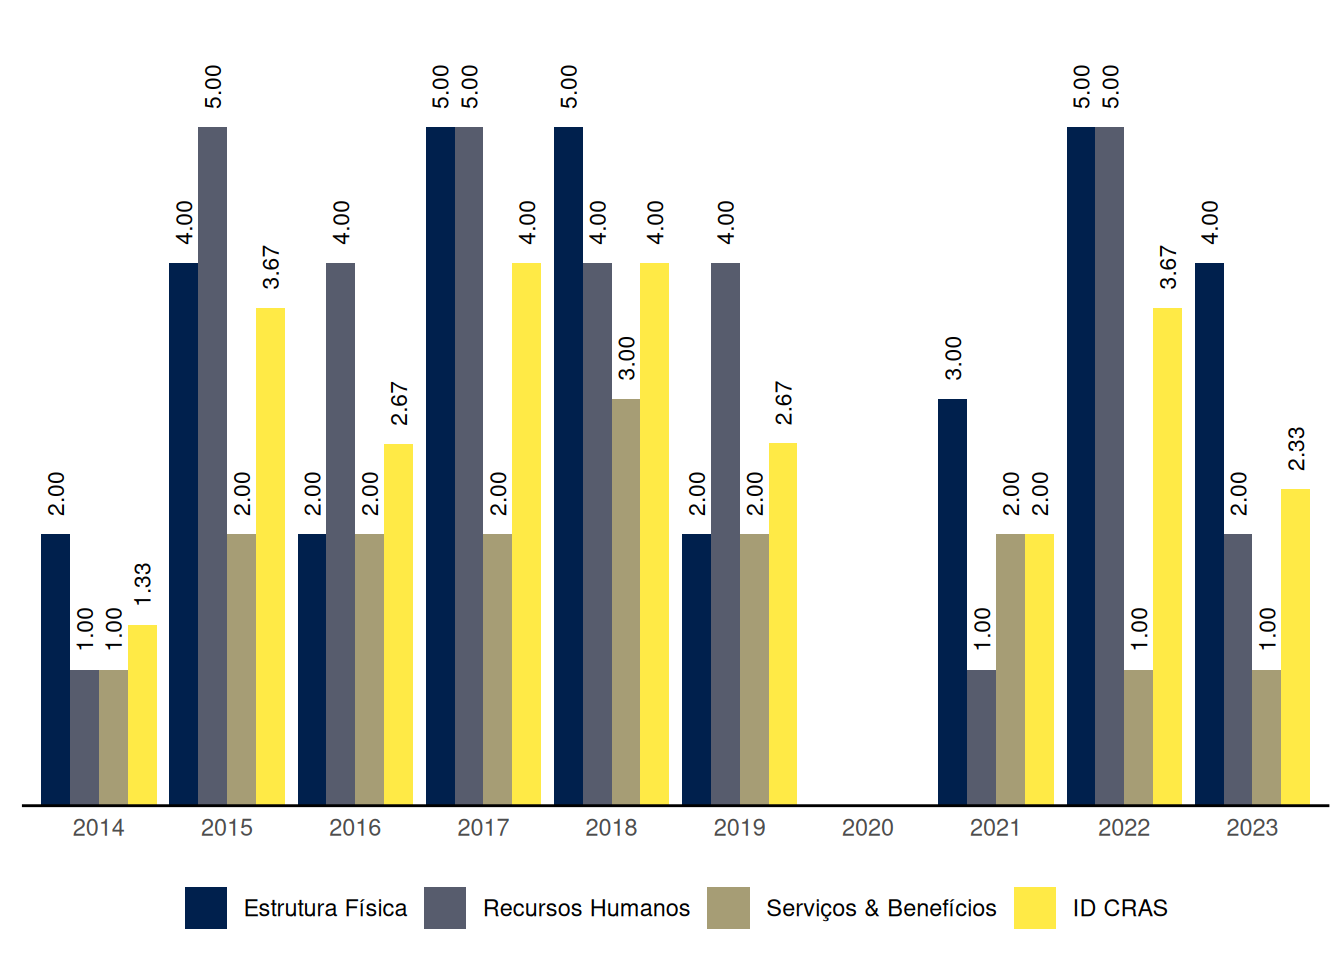 2.00 1.00 1.00 1.33 4.00 5.00 2.00 3.67 2.00 4.00 2.00 2.67 5.00 5.00 2.00 4.00 5.00 4.00 3.00 4.00 2.00 4.00 2.00 2.67 3.00 1.00 2.00 2.00 5.00 5.00 1.00 3.67 4.00 2.00 1.00 2.33
2014 2015 2016 2017 2018 2019 2020 2021 2022 2023
Estrutura Física Recursos Humanos Serviços & Benefícios ID CRAS